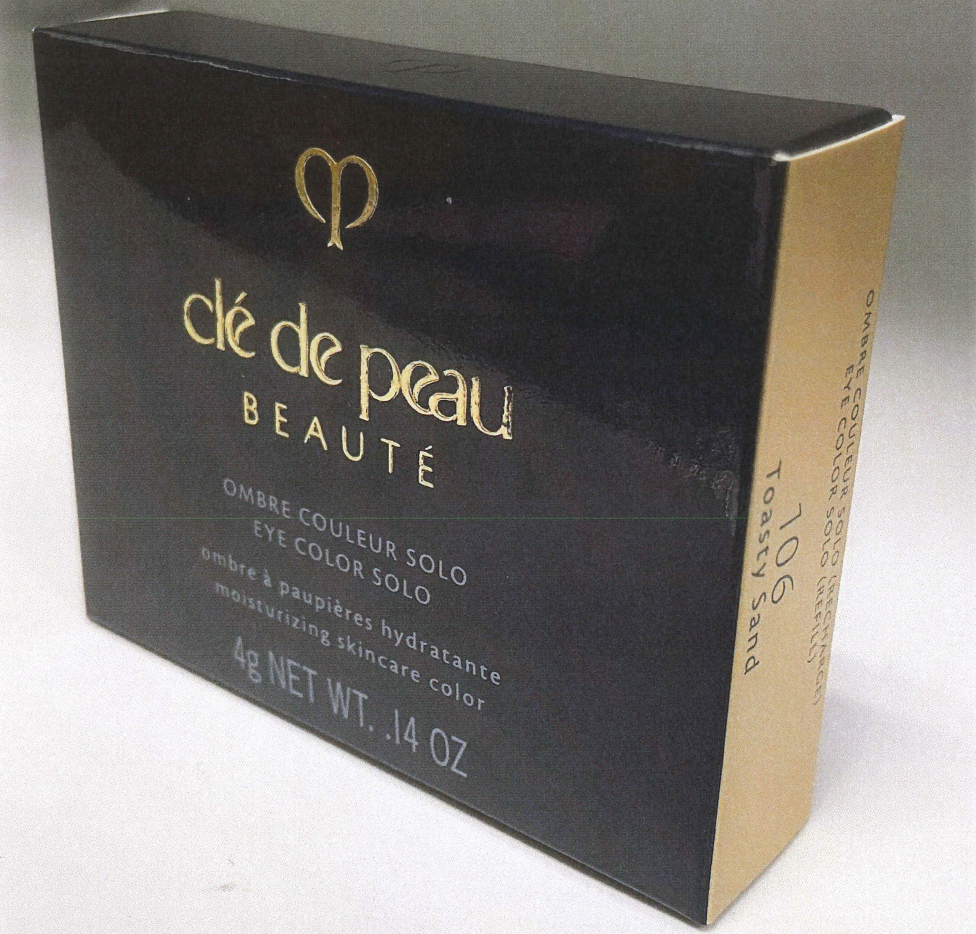 clé de peau
BEAUTÉ
OMBRE COULEUR SOLO
EYE COLOR SOLO
ombre à paupières hydratante
moisturizing skincare color
4g NET WT. .14 OZ
OMBRE COULEUR SOLO (RECHARGE)
EYE COLOR SOLO (REFILL)
106
Toasty Sand